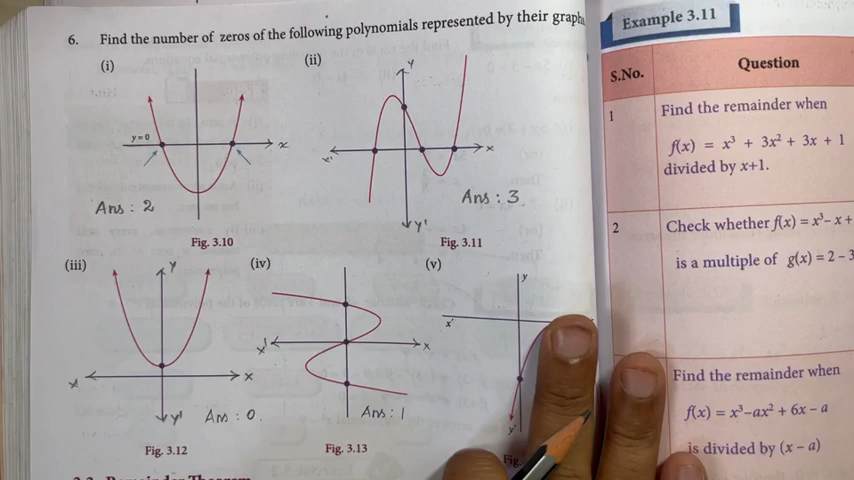 6. Find the number of zeros of the following polynomials represented by their graph
(i)
(ii)
y=0
x
Ans : 2
Fig. 3.10
Y
x'
x
Y'
Ans : 3
Fig. 3.11
(iii)
Y
x
Y'
Ans : 0.
Fig. 3.12
(iv)
x'
x
Ans : 1
Fig. 3.13
(v)
y
x'
y'
Example 3.11
S.No.
Question
1
Find the remainder when
f(x) = x³ + 3x² + 3x + 1
divided by x+1.
2
Check whether f(x) = x³- x +
is a multiple of g(x) = 2 – 3
Find the remainder when
f(x) = x³–ax² + 6x – a
is divided by (x – a)